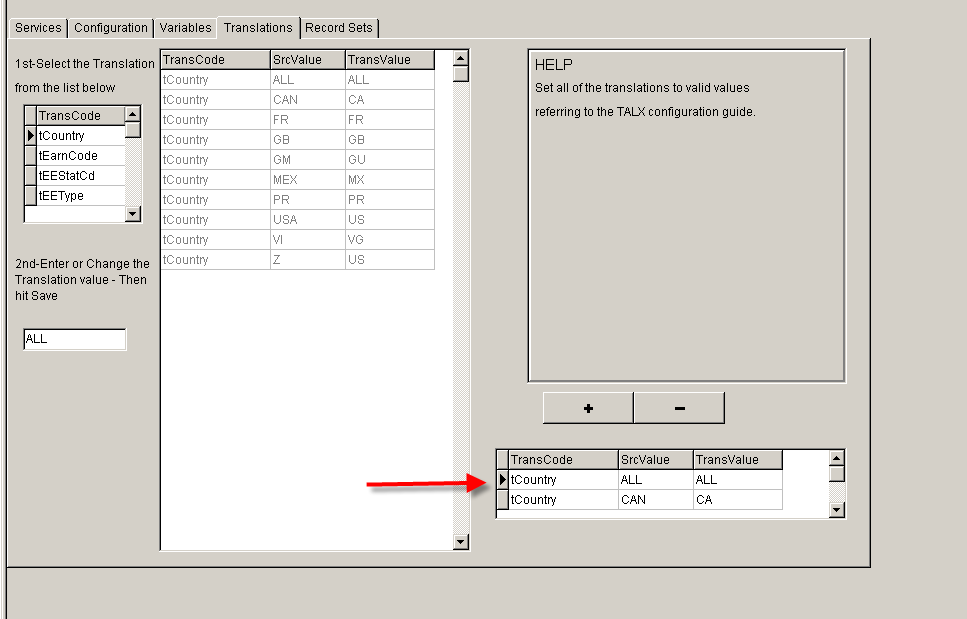 Services Configuration Variables Translations Record Sets
1st-Select the Translation
from the list below
TransCode
tCountry
tEarnCode
tEEStatCd
tEEType
2nd-Enter or Change the
Translation value - Then
hit Save
ALL
TransCode SrcValue TransValue
tCountry ALL ALL
tCountry CAN CA
tCountry FR FR
tCountry GB GB
tCountry GM GU
tCountry MEX MX
tCountry PR PR
tCountry USA US
tCountry VI VG
tCountry Z US
HELP
Set all of the translations to valid values
referring to the TALX configuration guide.
+ -
TransCode SrcValue TransValue
tCountry ALL ALL
tCountry CAN CA